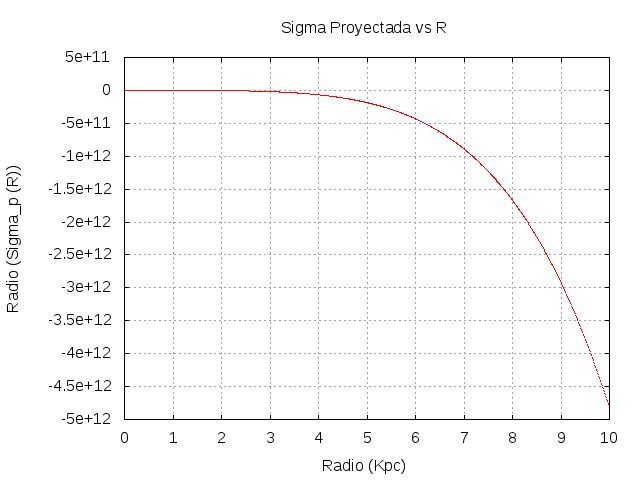 Sigma Proyectada vs R
5e+11
0
-5e+11
-1e+12
-1.5e+12
-2e+12
-2.5e+12
-3e+12
-3.5e+12
-4e+12
-4.5e+12
-5e+12
Radio (Sigma_p (R))
0 1 2 3 4 5 6 7 8 9 10
Radio (Kpc)